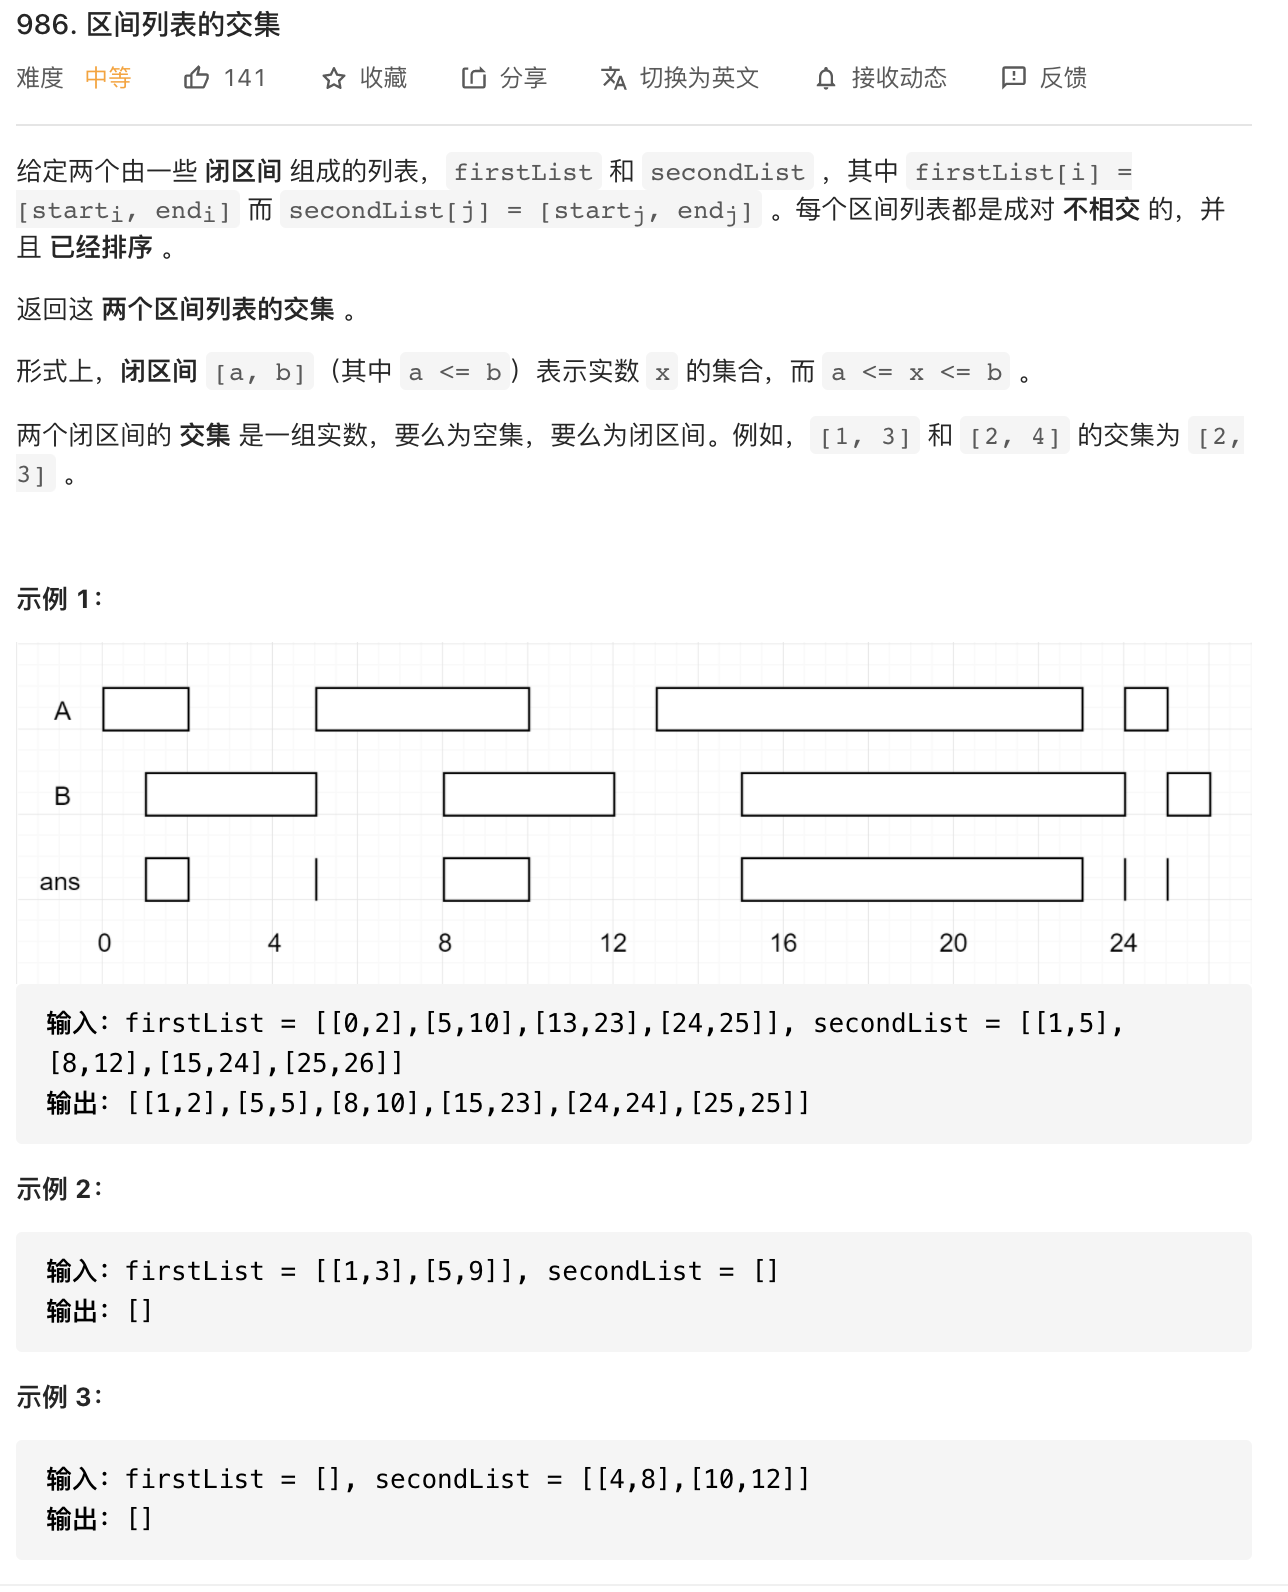 986. 区间列表的交集
难度 中等 141 收藏 分享 切换为英文 接收动态 反馈
给定两个由一些 闭区间 组成的列表，firstList 和 secondList ，其中 firstList[i] =
[starti, endi] 而 secondList[j] = [startj, endj] 。每个区间列表都是成对 不相交 的，并
且 已经排序 。
返回这 两个区间列表的交集 。
形式上，闭区间 [a, b]（其中 a <= b）表示实数 x 的集合，而 a <= x <= b 。
两个闭区间的 交集 是一组实数，要么为空集，要么为闭区间。例如，[1, 3] 和 [2, 4] 的交集为 [2,
3] 。
示例 1：
A
B
ans
0 4 8 12 16 20 24
输入：firstList = [[0,2],[5,10],[13,23],[24,25]], secondList = [[1,5],
[8,12],[15,24],[25,26]]
输出：[[1,2],[5,5],[8,10],[15,23],[24,24],[25,25]]
示例 2：
输入：firstList = [[1,3],[5,9]], secondList = []
输出：[]
示例 3：
输入：firstList = [], secondList = [[4,8],[10,12]]
输出：[]